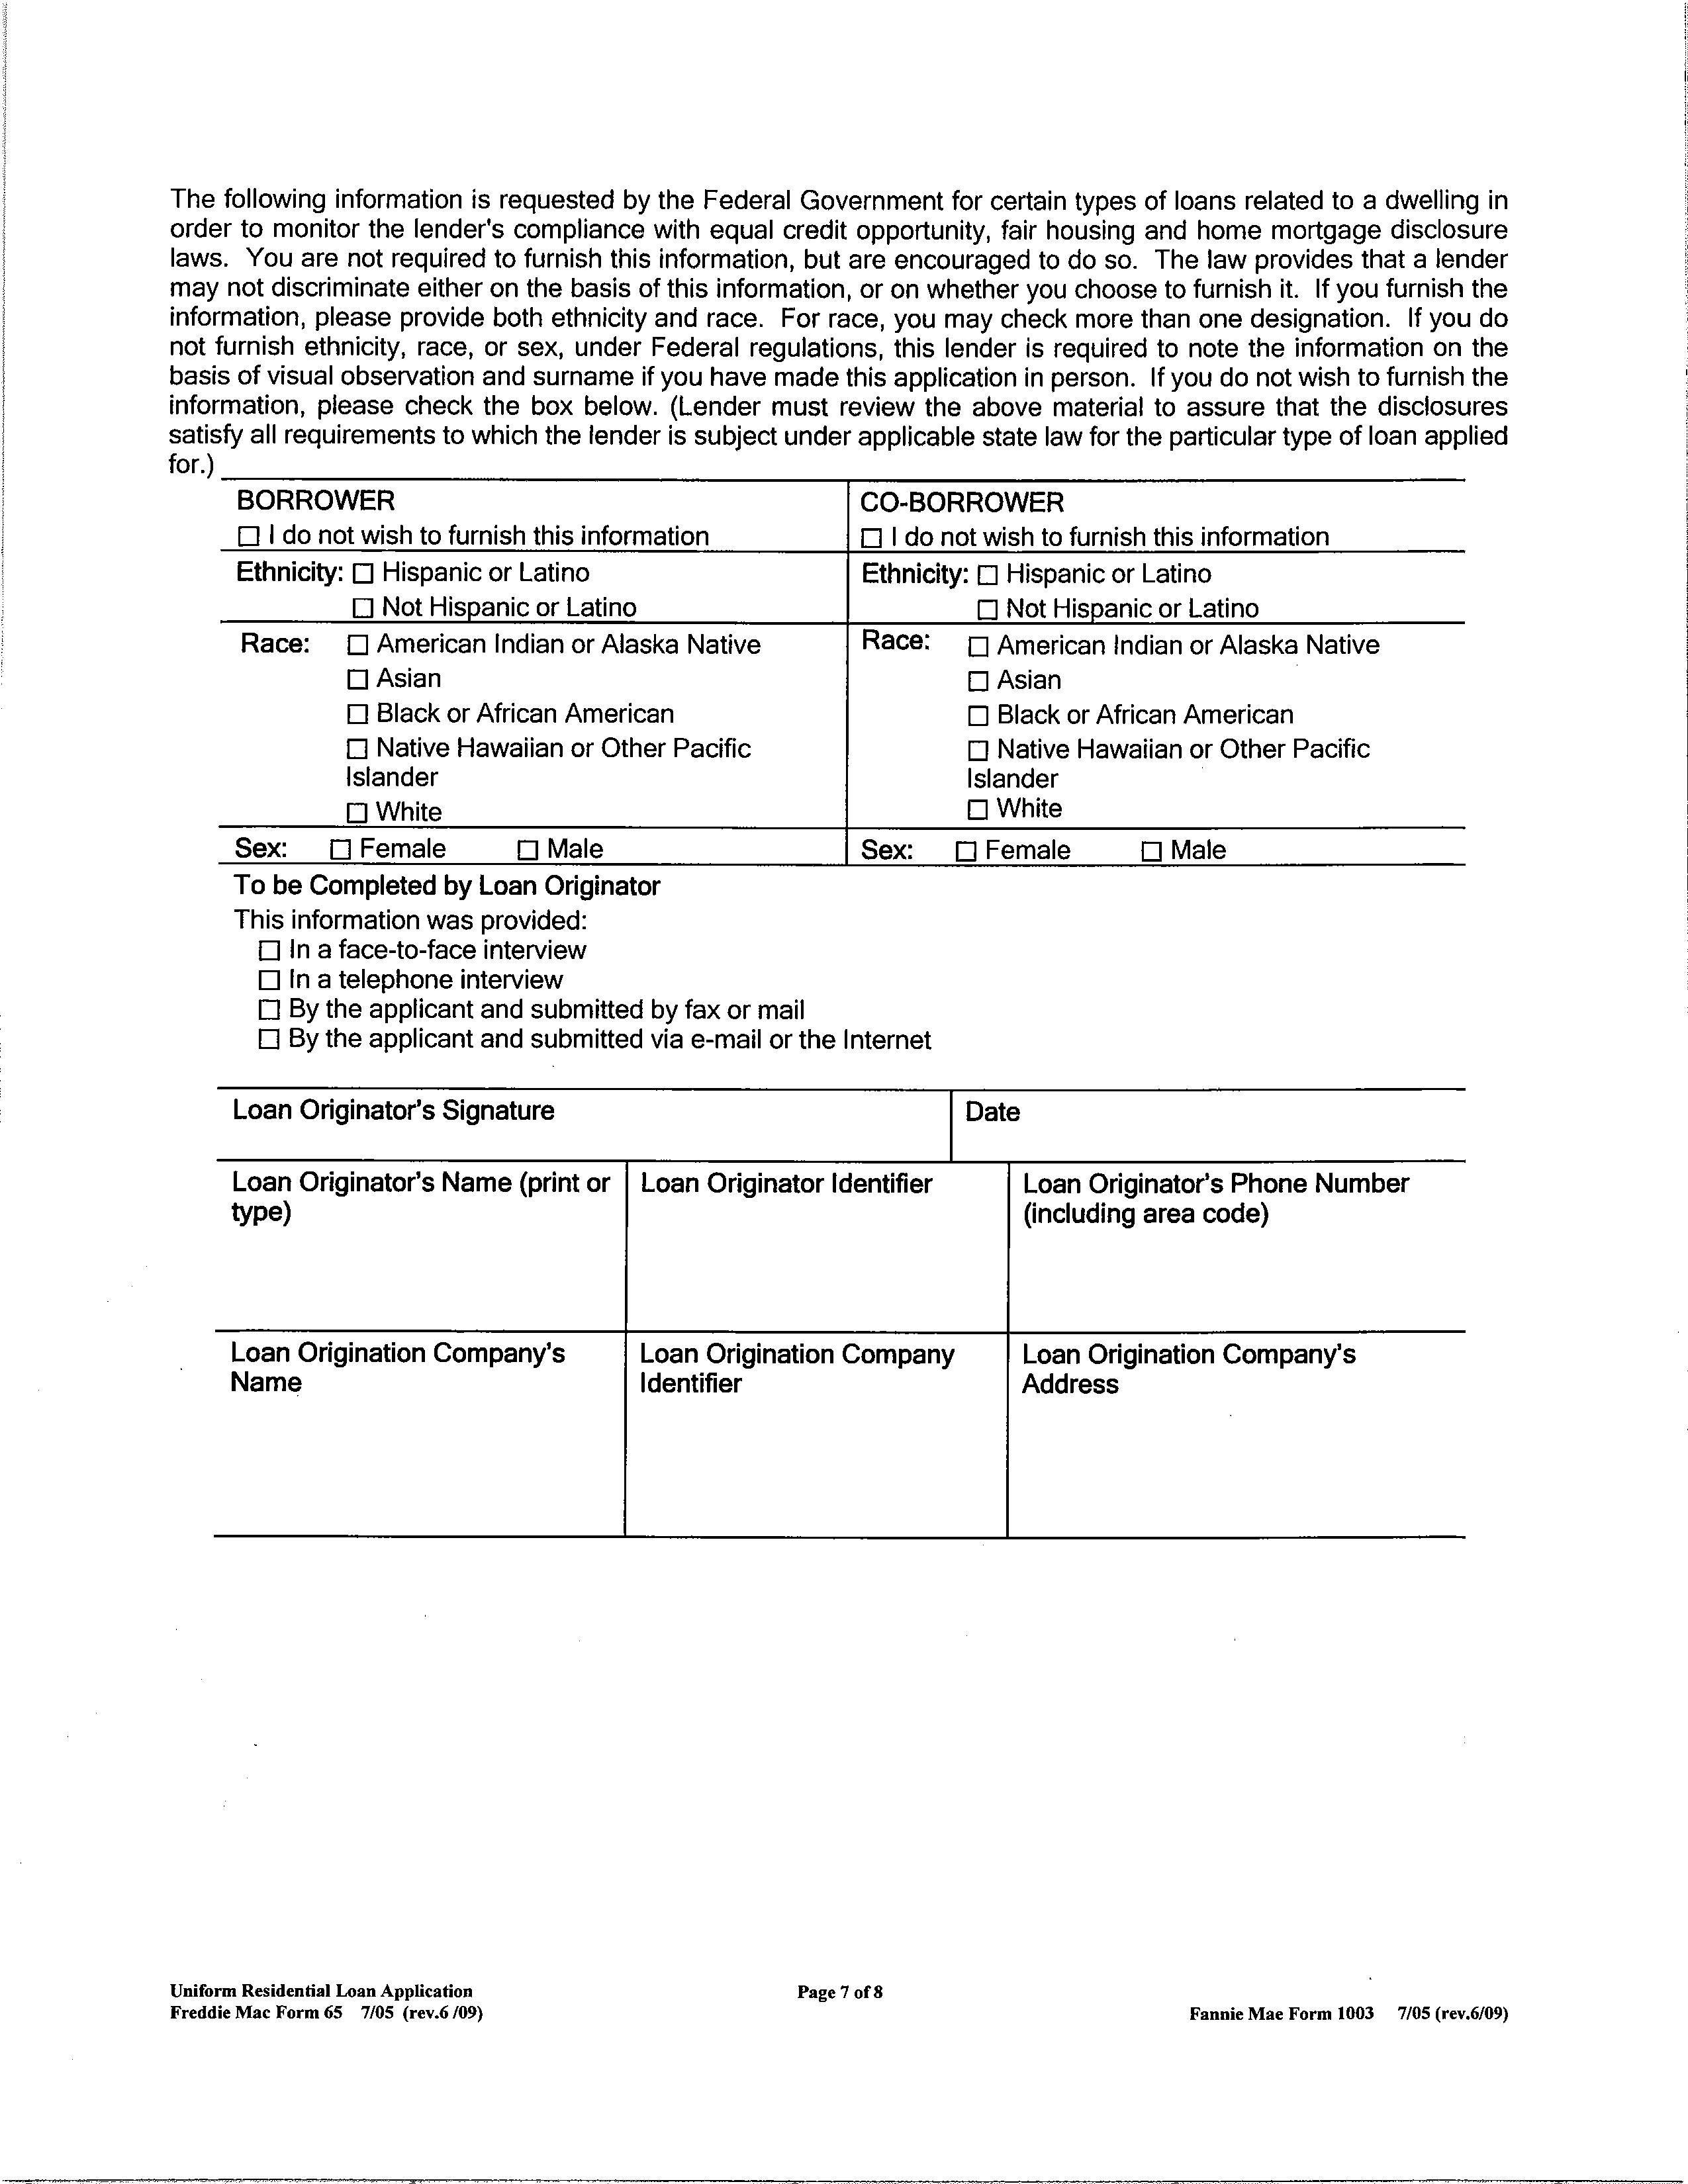 The following information is requested by the Federal Government for certain types of loans related to a dwelling in
order to monitor the lender's compliance with equal credit opportunity, fair housing and home mortgage disclosure
laws. You are not required to furnish this information, but are encouraged to do so. The law provides that a lender
may not discriminate either on the basis of this information, or on whether you choose to furnish it. If you furnish the
information, please provide both ethnicity and race. For race, you may check more than one designation. If you do
not furnish ethnicity, race, or sex, under Federal regulations, this lender is required to note the information on the
basis of visual observation and surname if you have made this application in person. If you do not wish to furnish the
information, please check the box below. (Lender must review the above material to assure that the disclosures
satisfy all requirements to which the lender is subject under applicable state law for the particular type of loan applied
for.)
BORROWER
☐ I do not wish to furnish this information
CO-BORROWER
☐ I do not wish to furnish this information
Ethnicity: ☐ Hispanic or Latino
☐ Not Hispanic or Latino
Ethnicity: ☐ Hispanic or Latino
☐ Not Hispanic or Latino
Race: ☐ American Indian or Alaska Native
☐ Asian
☐ Black or African American
☐ Native Hawaiian or Other Pacific
Islander
☐ White
Race: ☐ American Indian or Alaska Native
☐ Asian
☐ Black or African American
☐ Native Hawaiian or Other Pacific
Islander
☐ White
Sex: ☐ Female ☐ Male
Sex: ☐ Female ☐ Male
To be Completed by Loan Originator
This information was provided:
☐ In a face-to-face interview
☐ In a telephone interview
☐ By the applicant and submitted by fax or mail
☐ By the applicant and submitted via e-mail or the Internet
Loan Originator's Signature
Date
Loan Originator's Name (print or
type)
Loan Originator Identifier
Loan Originator's Phone Number
(including area code)
Loan Origination Company's
Name
Loan Origination Company
Identifier
Loan Origination Company's
Address
Uniform Residential Loan Application
Freddie Mac Form 65 7/05 (rev.6 /09)
Page 7 of 8
Fannie Mae Form 1003 7/05 (rev.6/09)